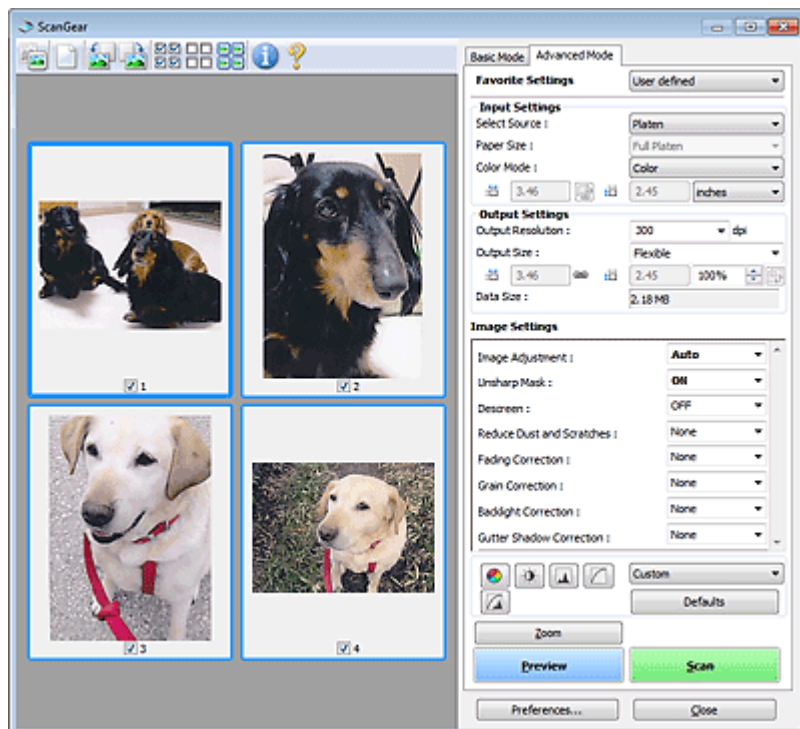 ScanGear
Basic Mode Advanced Mode
Favorite Settings User defined
Input Settings
Select Source : Platen
Paper Size : Full Platen
Color Mode : Color
3.46 2.45 inches
Output Settings
Output Resolution : 300 dpi
Output Size : Flexible
3.46 2.45 100%
Data Size : 2.18 MB
Image Settings
Image Adjustment : Auto
Unsharp Mask : ON
Descreen : OFF
Reduce Dust and Scratches : None
Fading Correction : None
Grain Correction : None
Backlight Correction : None
Gutter Shadow Correction : None
Custom
Defaults
Zoom
Preview Scan
Preferences... Close
1
2
3
4